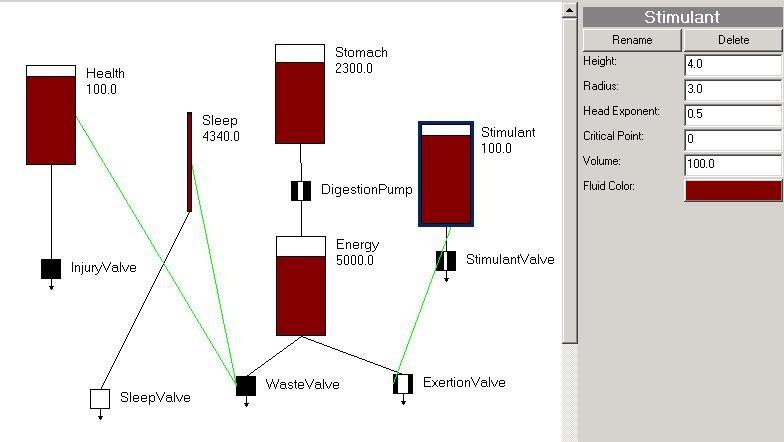 Health
100.0
Sleep
4340.0
Stomach
2300.0
Stimulant
100.0
DigestionPump
Energy
5000.0
InjuryValve
StimulantValve
SleepValve
WasteValve
ExertionValve
Stimulant
Rename Delete
Height: 4.0
Radius: 3.0
Head Exponent: 0.5
Critical Point: 0
Volume: 100.0
Fluid Color: